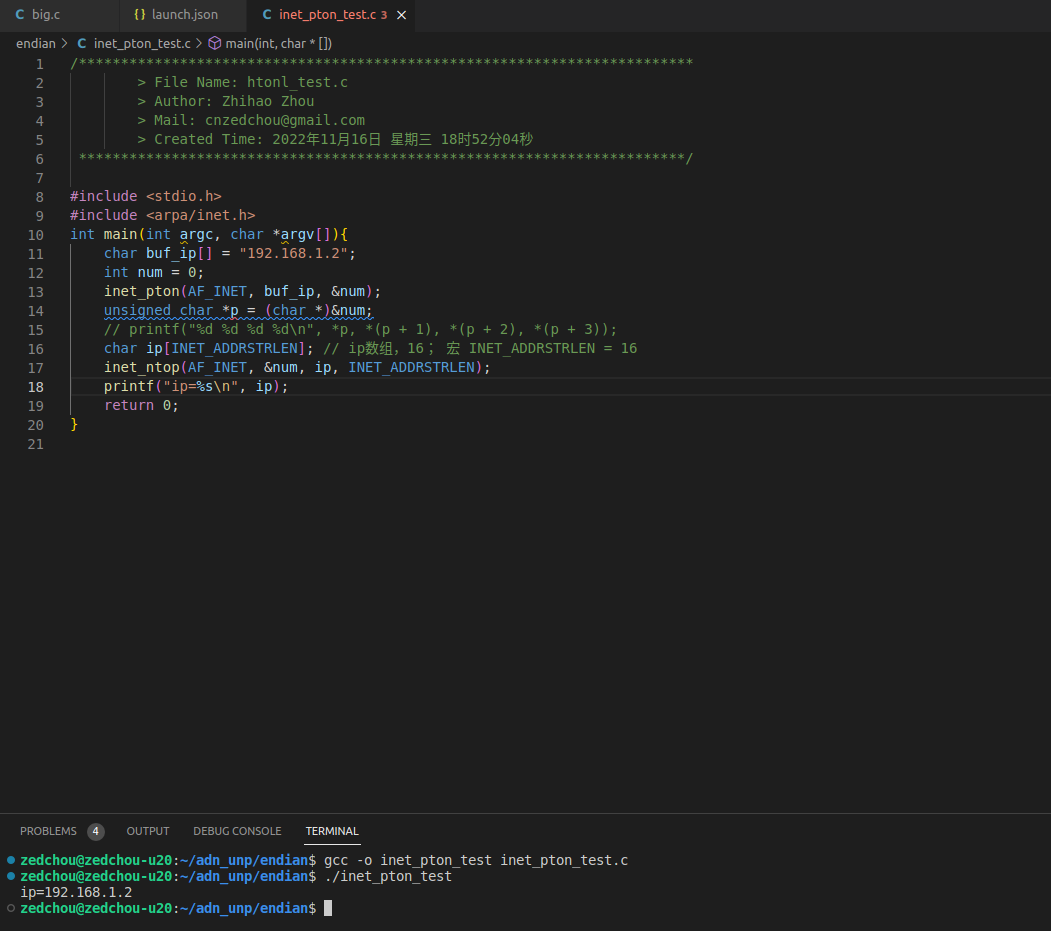 big.c launch.json inet_pton_test.c 3
endian > inet_pton_test.c > main(int, char * [])
1 /*************************************************************************
2 > File Name: htonl_test.c
3 > Author: Zhihao Zhou
4 > Mail: cnzedchou@gmail.com
5 > Created Time: 2022年11月16日 星期三 18时52分04秒
6 ************************************************************************/
7
8 #include <stdio.h>
9 #include <arpa/inet.h>
10 int main(int argc, char *argv[]){
11 char buf_ip[] = "192.168.1.2";
12 int num = 0;
13 inet_pton(AF_INET, buf_ip, &num);
14 unsigned char *p = (char *)&num;
15 // printf("%d %d %d %d\n", *p, *(p + 1), *(p + 2), *(p + 3));
16 char ip[INET_ADDRSTRLEN]; // ip数组，16； 宏 INET_ADDRSTRLEN = 16
17 inet_ntop(AF_INET, &num, ip, INET_ADDRSTRLEN);
18 printf("ip=%s\n", ip);
19 return 0;
20 }
21
PROBLEMS 4 OUTPUT DEBUG CONSOLE TERMINAL
zedchou@zedchou-u20:~/adn_unp/endian$ gcc -o inet_pton_test inet_pton_test.c
zedchou@zedchou-u20:~/adn_unp/endian$ ./inet_pton_test
ip=192.168.1.2
zedchou@zedchou-u20:~/adn_unp/endian$